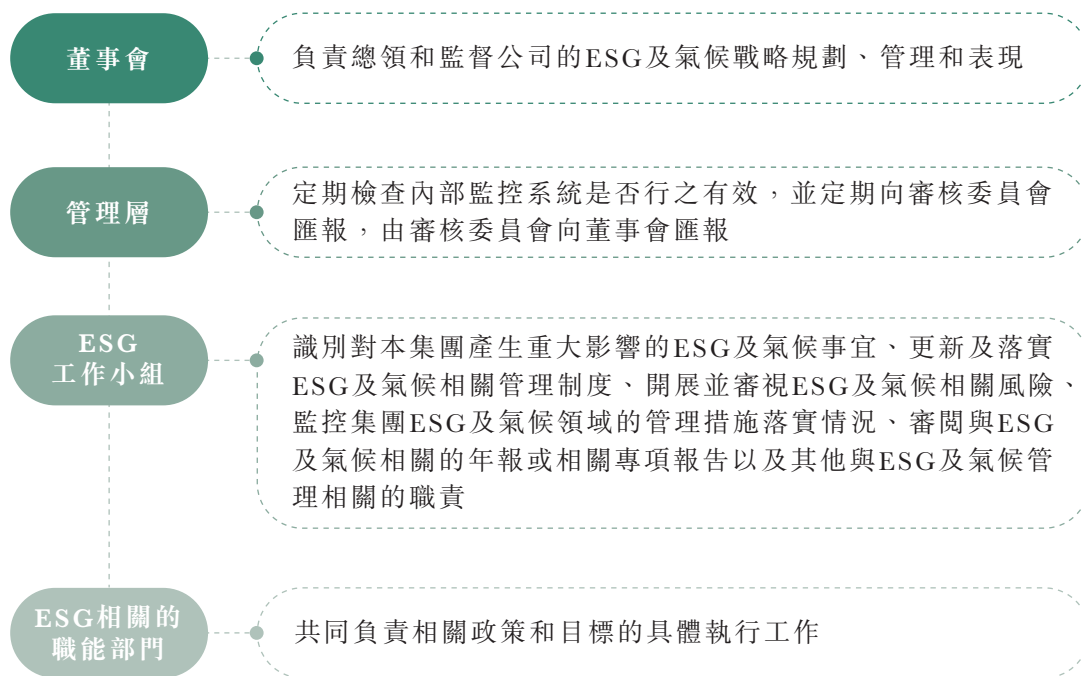 董事會
負責總領和監督公司的ESG及氣候戰略規劃、管理和表現
管理層
定期檢查內部監控系統是否行之有效，並定期向審核委員會
匯報，由審核委員會向董事會匯報
ESG
工作小組
識別對本集團產生重大影響的ESG及氣候事宜、更新及落實
ESG及氣候相關管理制度、開展並審視ESG及氣候相關風險、
監控集團ESG及氣候領域的管理措施落實情況、審閱與ESG
及氣候相關的年報或相關專項報告以及其他與ESG及氣候管
理相關的職責
ESG相關的
職能部門
共同負責相關政策和目標的具體執行工作